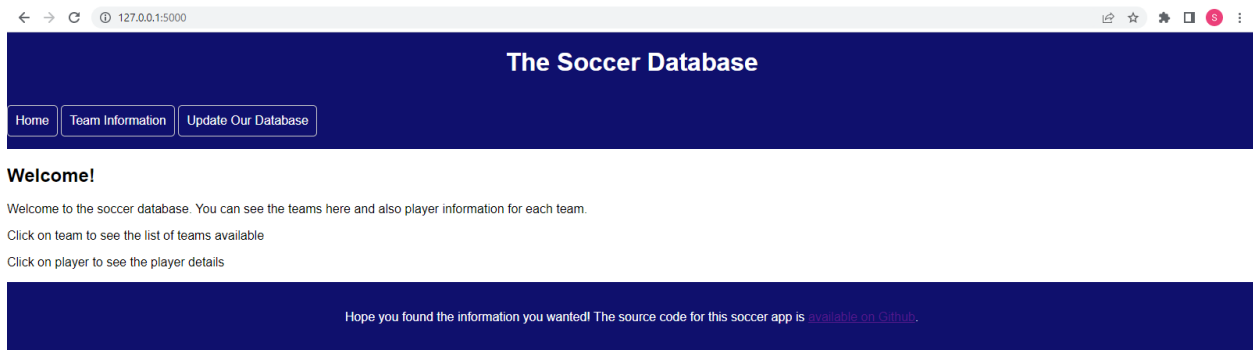 127.0.0.1:5000
S
The Soccer Database
Home Team Information Update Our Database
Welcome!
Welcome to the soccer database. You can see the teams here and also player information for each team.
Click on team to see the list of teams available
Click on player to see the player details
Hope you found the information you wanted! The source code for this soccer app is available on Github.